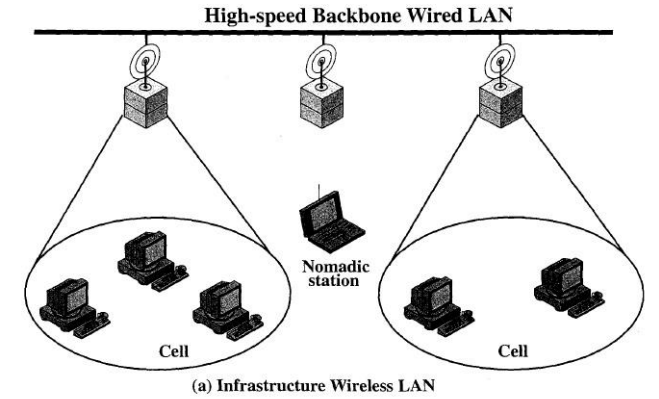 High-speed Backbone Wired LAN
Nomadic
station
Cell
Cell
(a) Infrastructure Wireless LAN